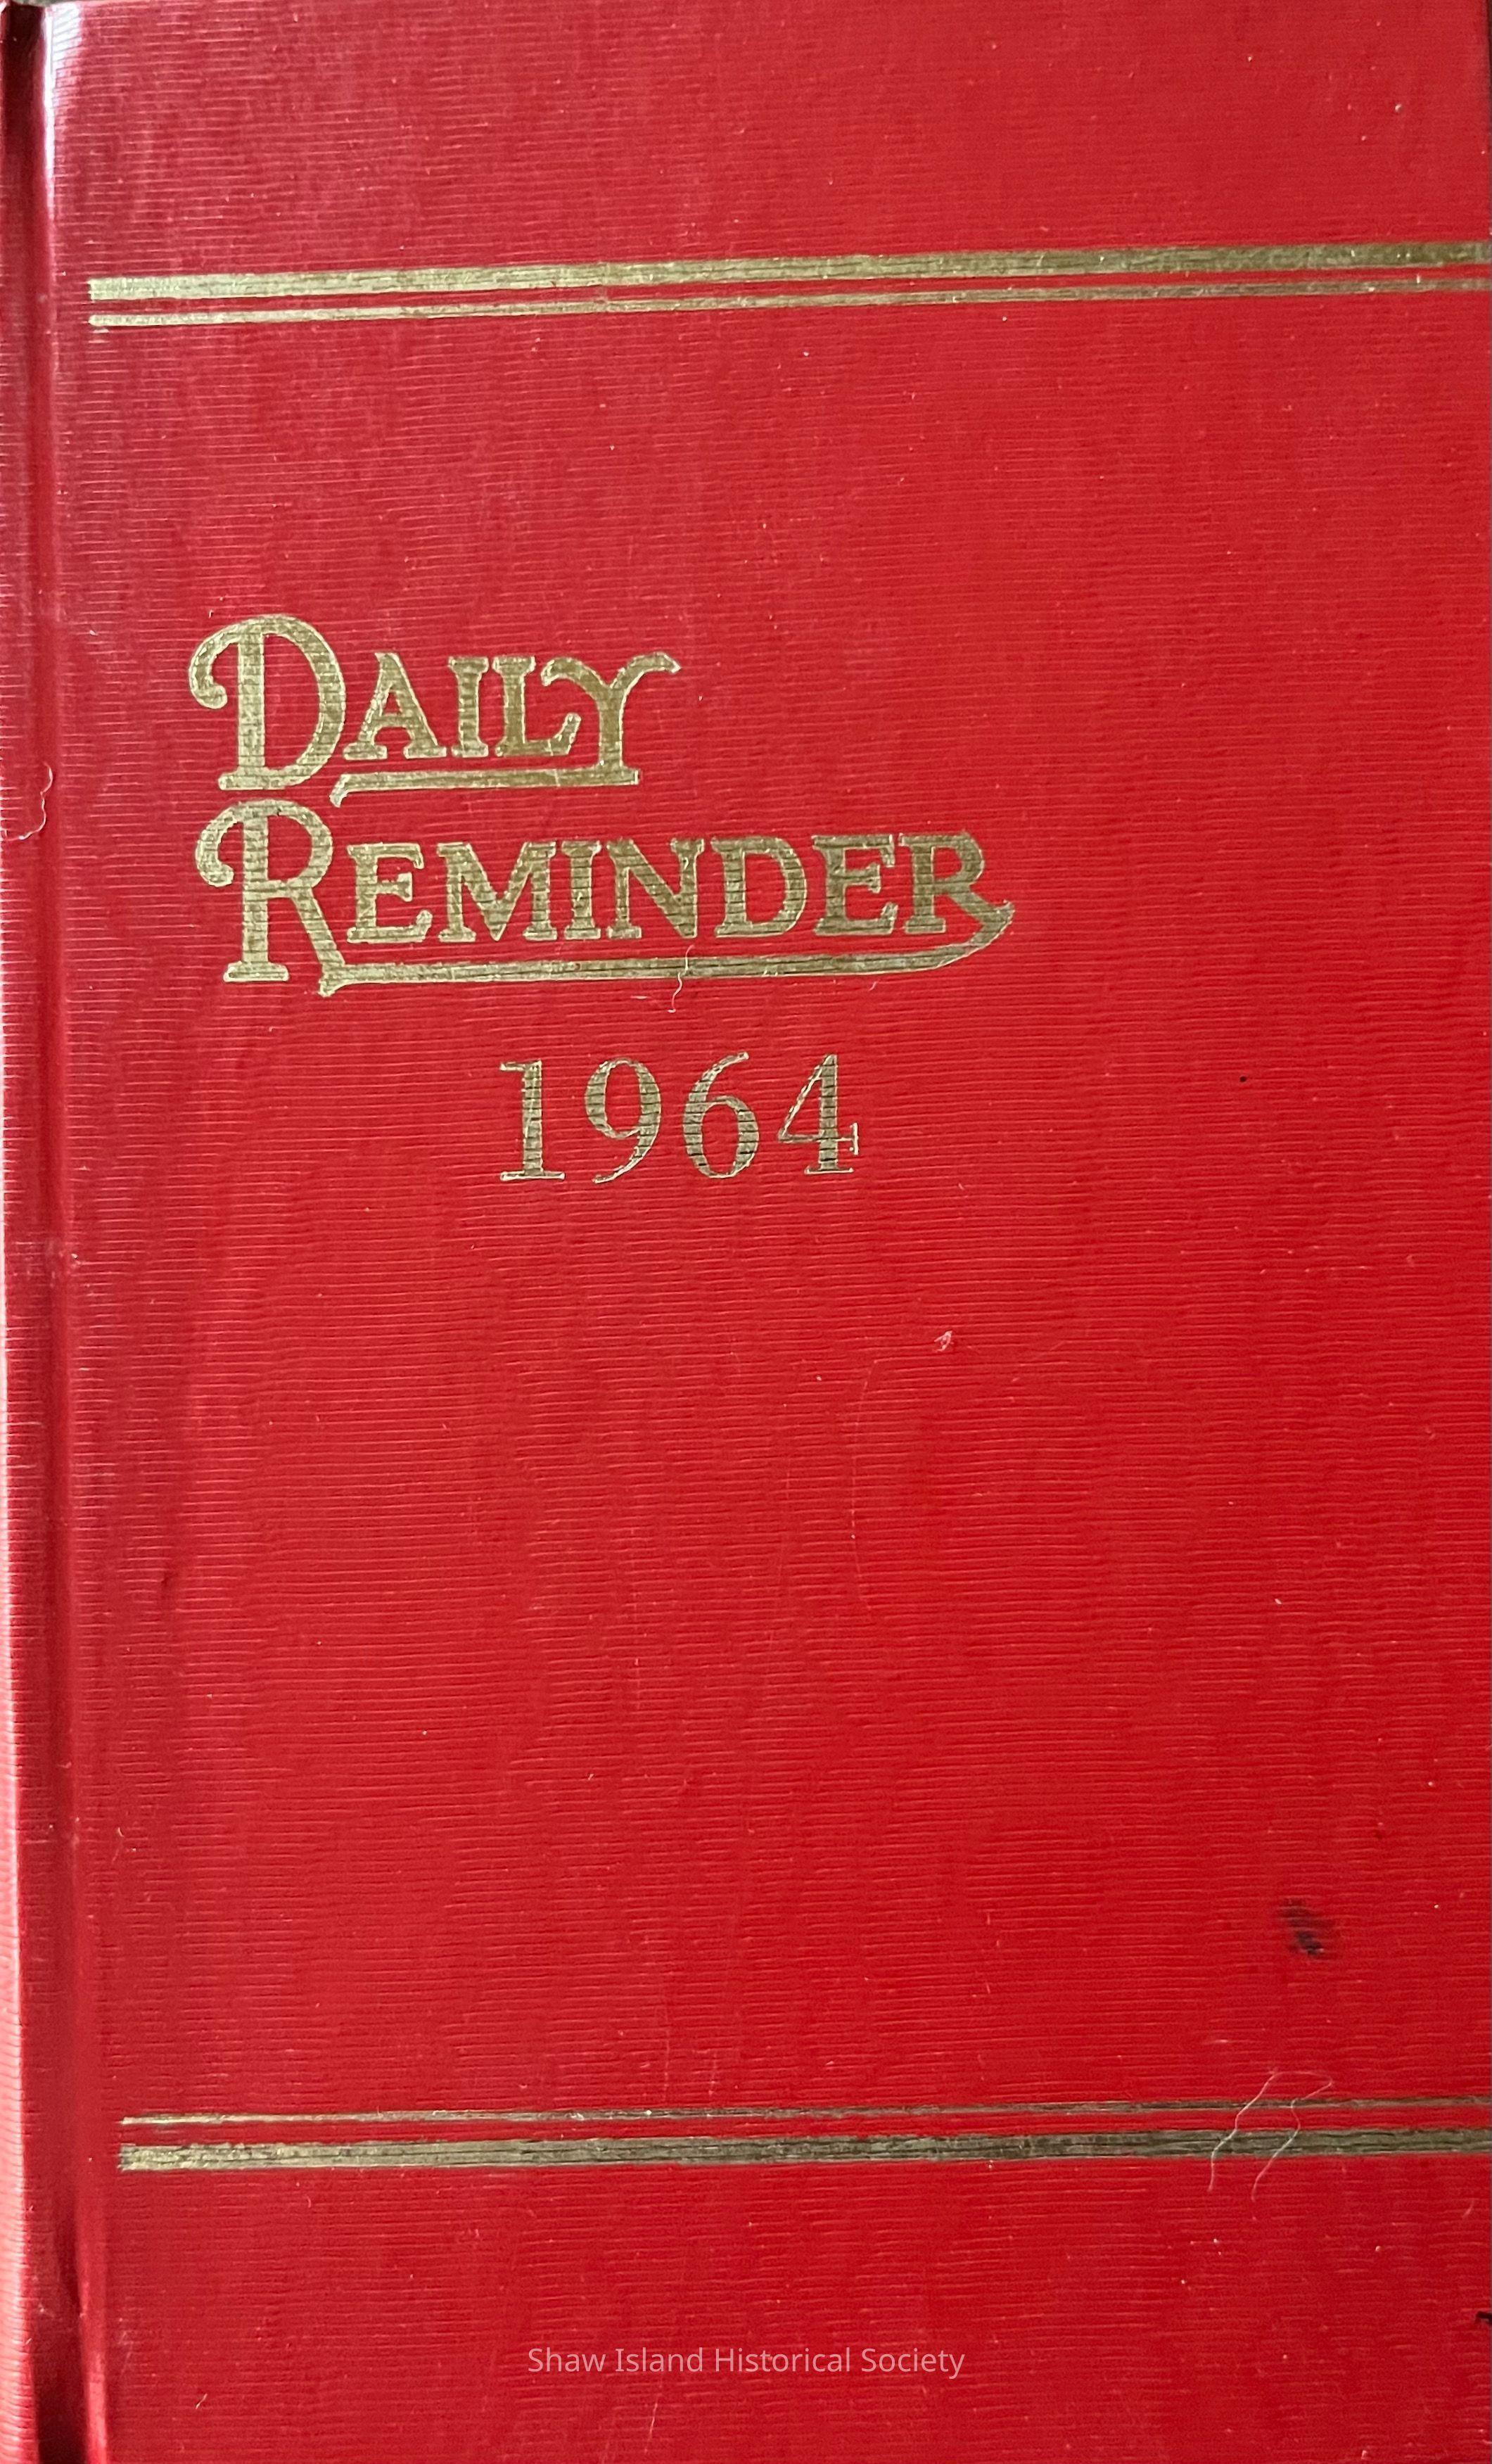 DAILY
REMINDER
1964
Shaw Island Historical Society